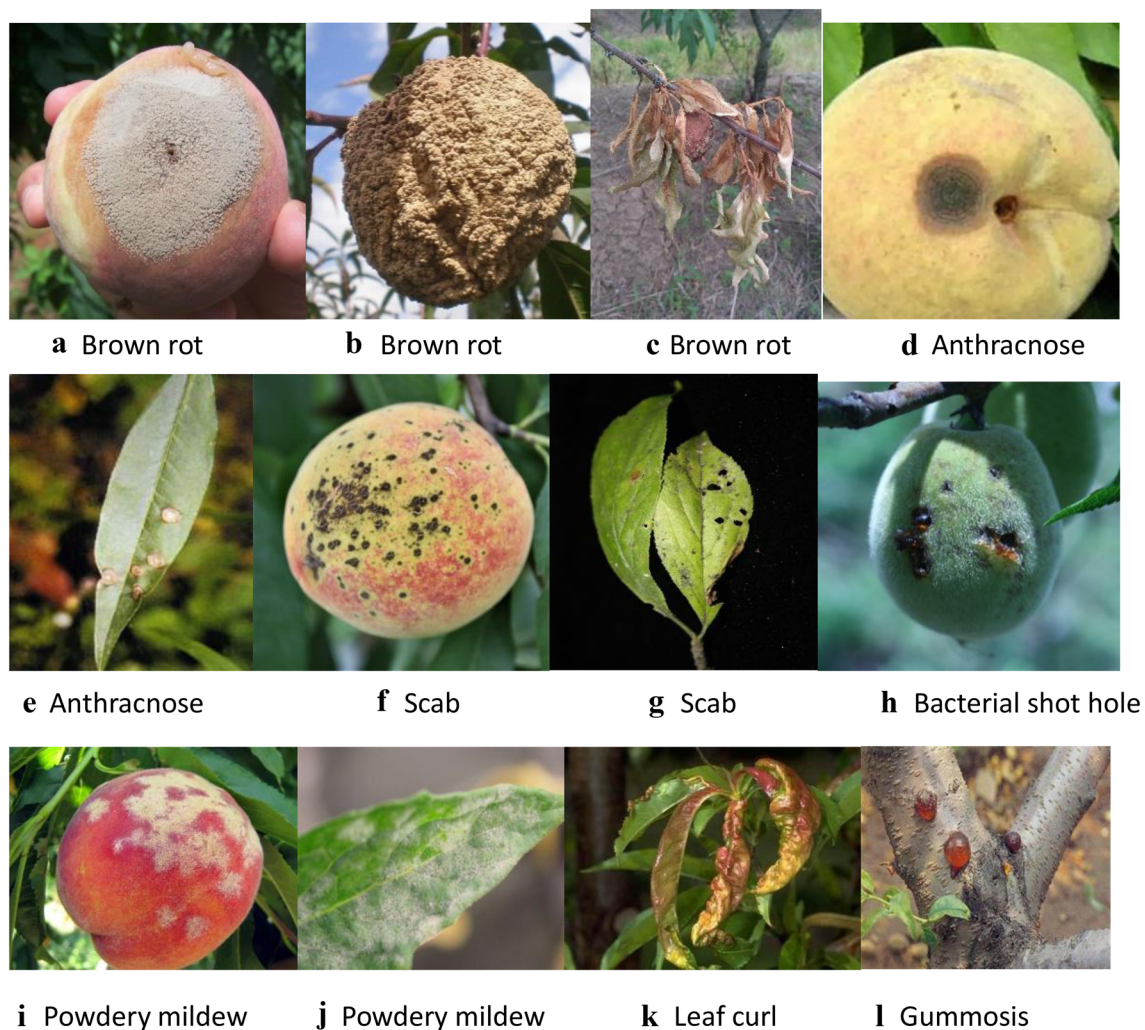 a Brown rot
b Brown rot
c Brown rot
d Anthracnose
e Anthracnose
f Scab
g Scab
h Bacterial shot hole
i Powdery mildew
j Powdery mildew
k Leaf curl
l Gummosis